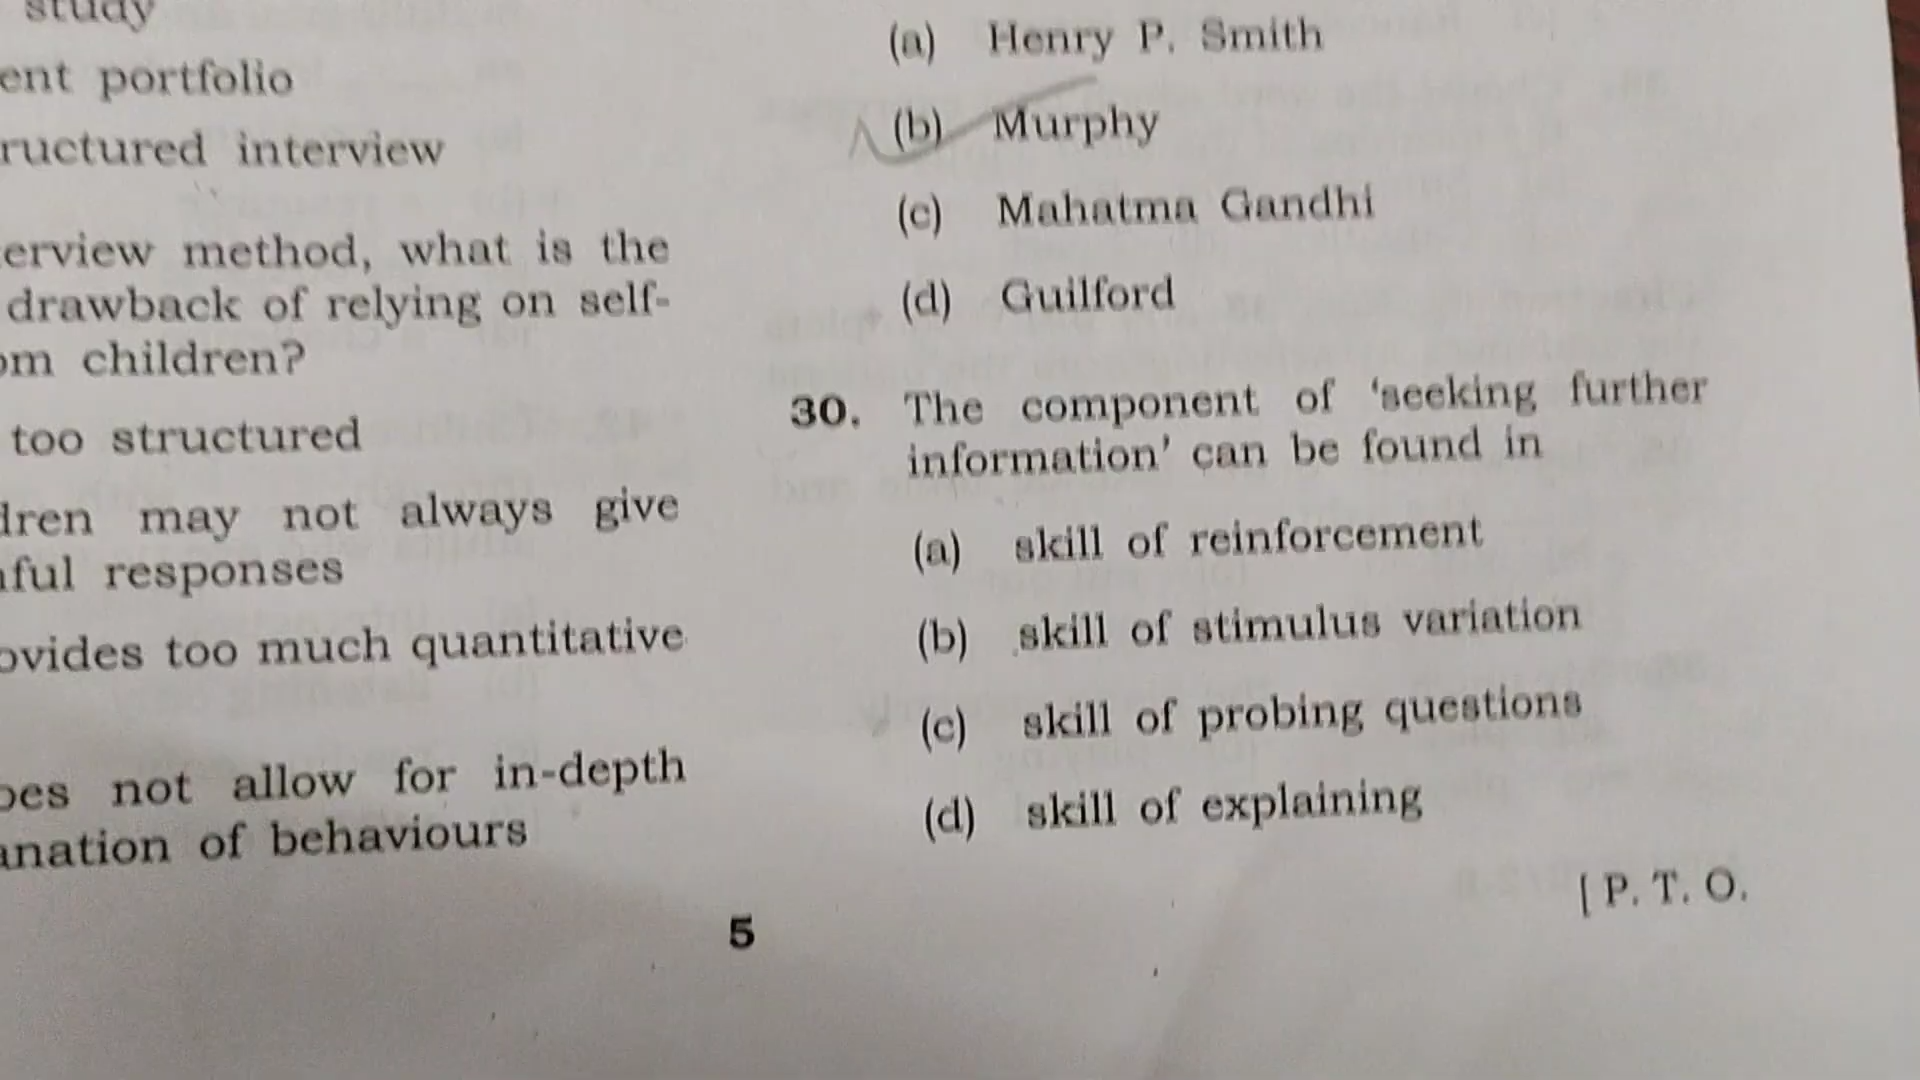 study
ent portfolio
ructured interview
erview method, what is the
drawback of relying on self-
om children?
too structured
dren may not always give
ful responses
ovides too much quantitative
oes not allow for in-depth
anation of behaviours
(a) Henry P. Smith
(b) Murphy
(c) Mahatma Gandhi
(d) Guilford
30. The component of 'seeking further
information' can be found in
(a) skill of reinforcement
(b) skill of stimulus variation
(c) skill of probing questions
(d) skill of explaining
5
[ P. T. O.